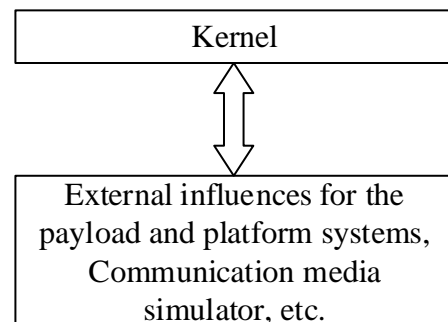 Kernel
External influences for the
payload and platform systems,
Communication media
simulator, etc.